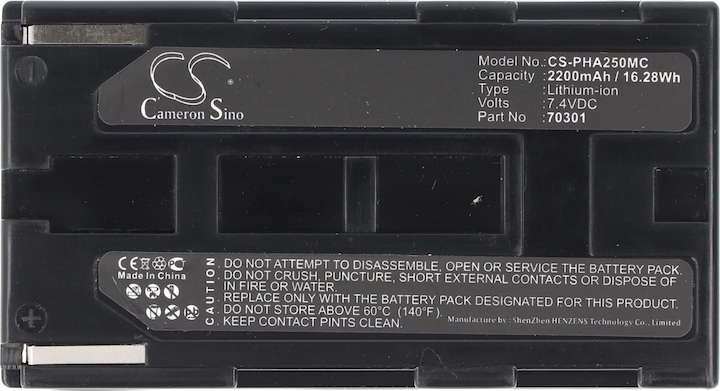 CS
Cameron Sino
Model No.: CS-PHA250MC
Capacity : 2200mAh / 16.28Wh
Type : Lithium-ion
Volts : 7.4VDC
Part No. : 70301
-
CE PC
Made In China
DO NOT ATTEMPT TO DISASSEMBLE, OPEN OR SERVICE THE BATTERY PACK.
DO NOT CRUSH, PUNCTURE, SHORT EXTERNAL CONTACTS OR DISPOSE OF
IN FIRE OR WATER.
REPLACE ONLY WITH THE BATTERY PACK DESIGNATED FOR THIS PRODUCT.
DO NOT STORE ABOVE 60°C (140°F).
KEEP CONTACT PINS CLEAN.
Manufacture by : ShenZhen HENZENS Technology Co., Limited
+